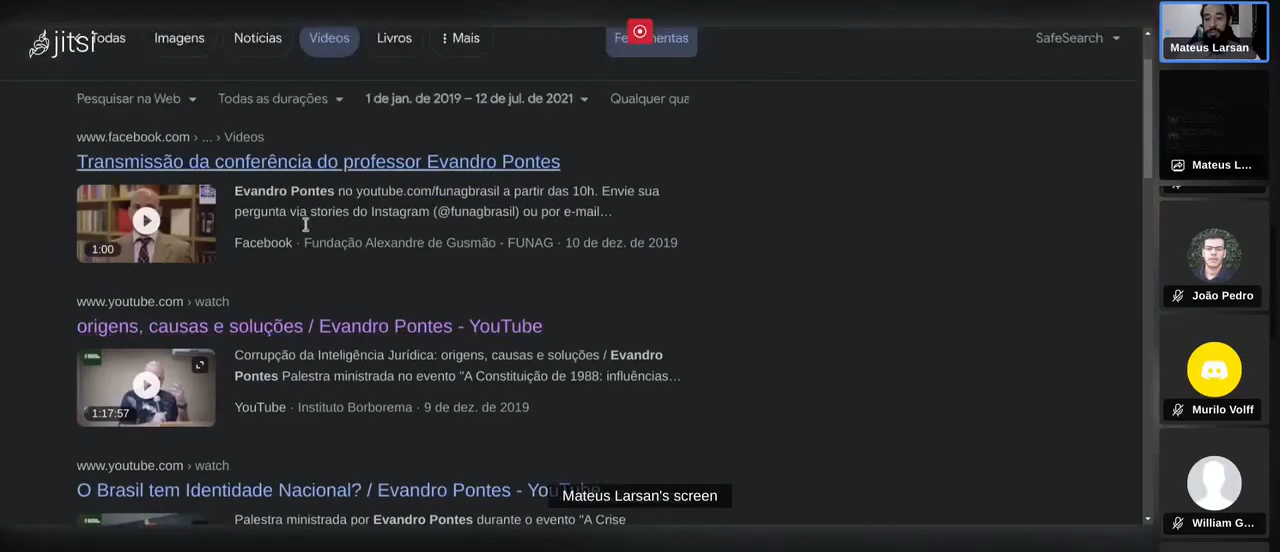 jitsi
Todas Imagens Notícias Vídeos Livros Mais Ferramentas SafeSearch
Pesquisar na Web Todas as durações 1 de jan. de 2019 – 12 de jul. de 2021 Qualquer qua
www.facebook.com › ... › Videos
Transmissão da conferência do professor Evandro Pontes
Evandro Pontes no youtube.com/funagbrasil a partir das 10h. Envie sua
pergunta via stories do Instagram (@funagbrasil) ou por e-mail...
1:00
Facebook · Fundação Alexandre de Gusmão - FUNAG · 10 de dez. de 2019
www.youtube.com › watch
origens, causas e soluções / Evandro Pontes - YouTube
Corrupção da Inteligência Jurídica: origens, causas e soluções / Evandro
Pontes Palestra ministrada no evento "A Constituição de 1988: influências...
1:17:57
YouTube · Instituto Borborema · 9 de dez. de 2019
www.youtube.com › watch
O Brasil tem Identidade Nacional? / Evandro Pontes - YouTube
Palestra ministrada por Evandro Pontes durante o evento "A Crise
Mateus Larsan's screen
Mateus Larsan
Mateus L...
João Pedro
Murilo Volff
William G...